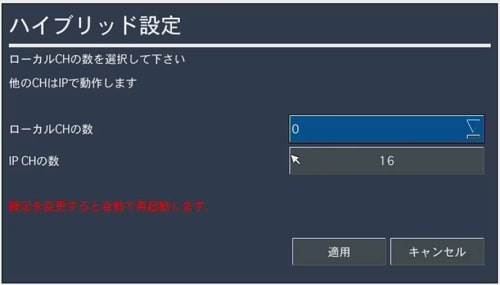 ハイブリッド設定
ローカルCHの数を選択して下さい
他のCHはIPで動作します
ローカルCHの数 0
IP CHの数 16
設定を変更すると自動で再起動します.
適用 キャンセル